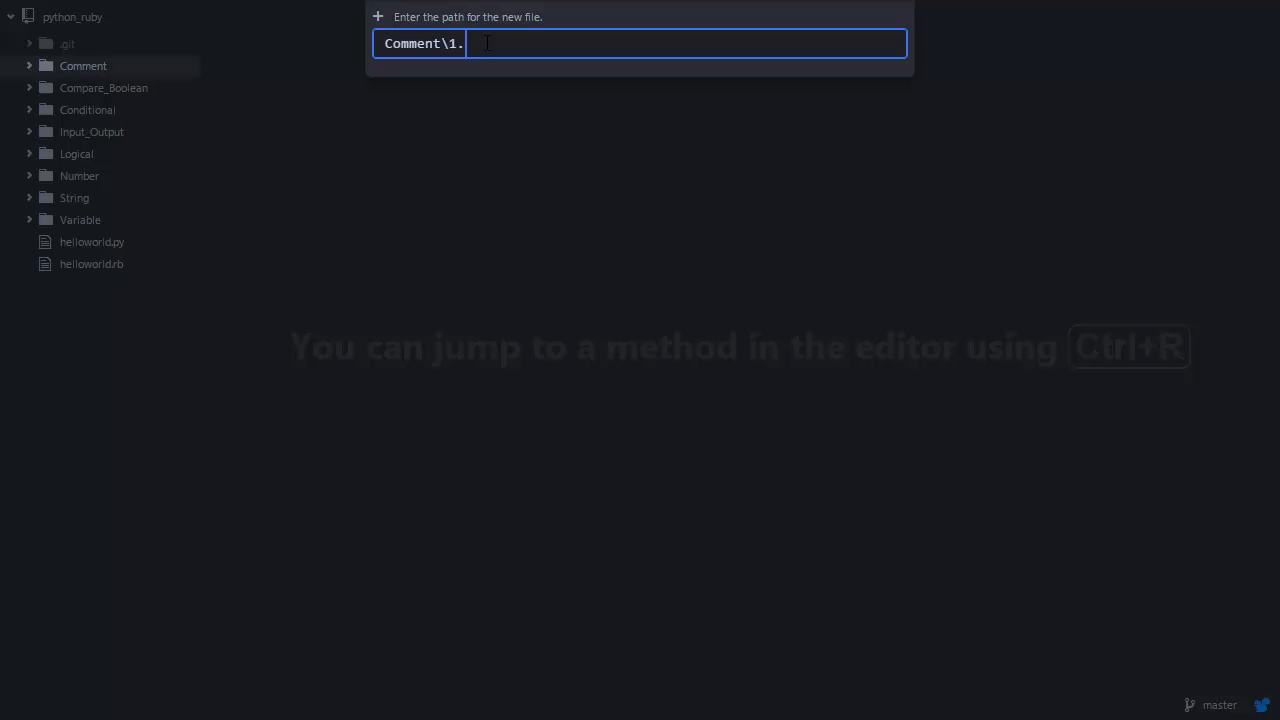 python_ruby
Enter the path for the new file.
Comment\1.
.git
Comment
Compare_Boolean
Conditional
Input_Output
Logical
Number
String
Variable
helloworld.py
helloworld.rb
You can jump to a method in the editor using Ctrl+R
master